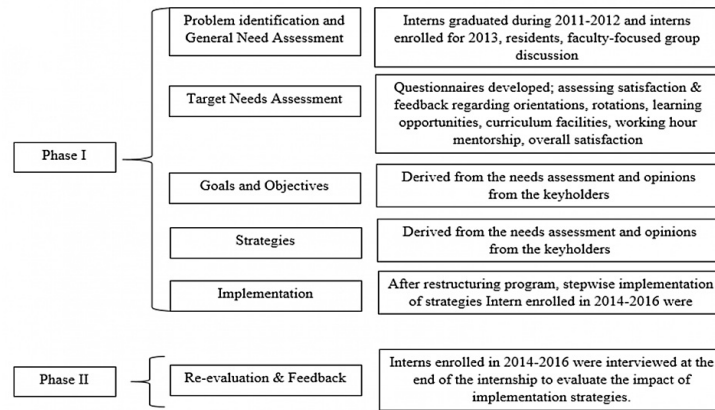 Problem identification and
General Need Assessment
Interns graduated during 2011-2012 and interns
enrolled for 2013, residents, faculty-focused group
discussion
Target Needs Assessment
Questionnaires developed; assessing satisfaction &
feedback regarding orientations, rotations, learning
opportunities, curriculum facilities, working hour
mentorship, overall satisfaction
Phase I
Goals and Objectives
Derived from the needs assessment and opinions
from the keyholders
Strategies
Derived from the needs assessment and opinions
from the keyholders
Implementation
After restructuring program, stepwise implementation
of strategies Intern enrolled in 2014-2016 were
Phase II
Re-evaluation & Feedback
Interns enrolled in 2014-2016 were interviewed at the
end of the internship to evaluate the impact of
implementation strategies.